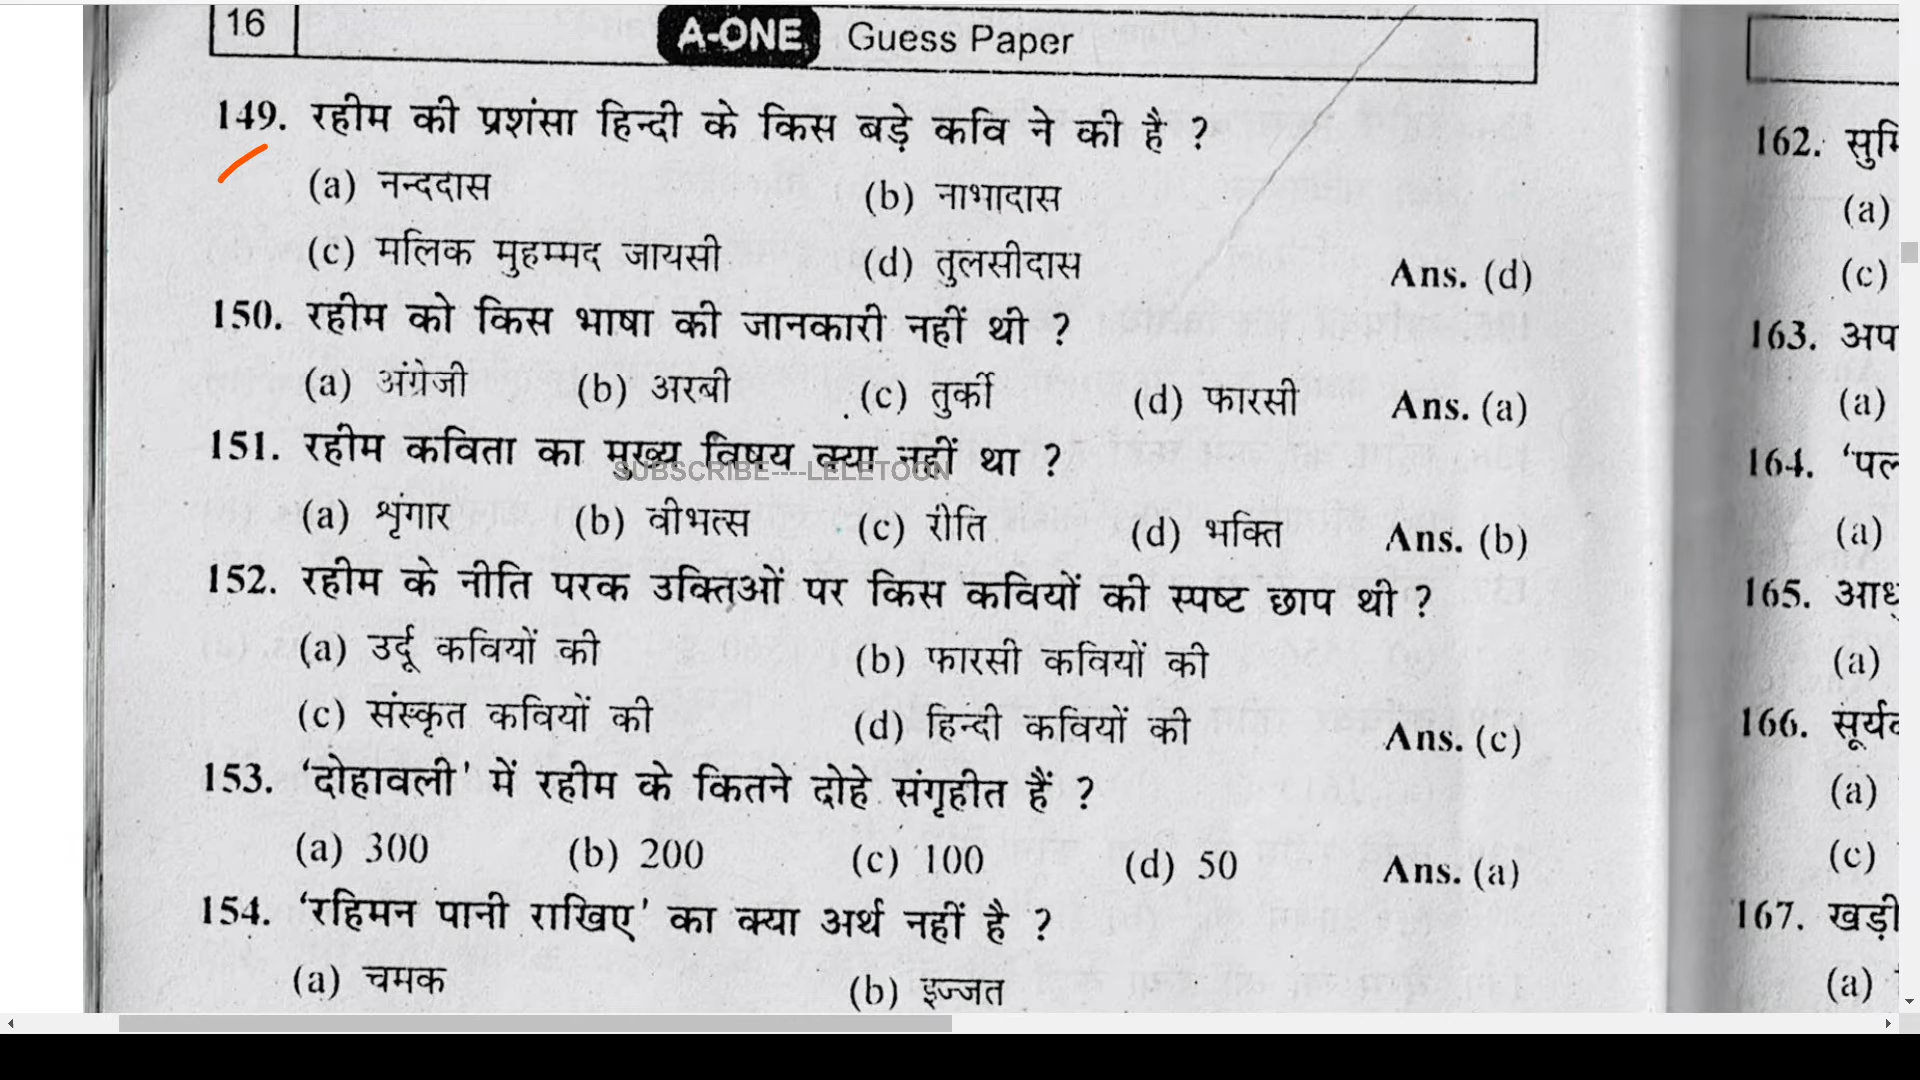 16
A-ONE Guess Paper
149. रहीम की प्रशंसा हिन्दी के किस बड़े कवि ने की है ?
(a) नन्ददास (b) नाभादास
(c) मलिक मुहम्मद जायसी (d) तुलसीदास Ans. (d)
150. रहीम को किस भाषा की जानकारी नहीं थी ?
(a) अंग्रेजी (b) अरबी (c) तुर्की (d) फारसी Ans. (a)
151. रहीम कविता का मुख्य विषय क्या नहीं था ?
SUBSCRIBE----LELETOON
(a) शृंगार (b) वीभत्स (c) रीति (d) भक्ति Ans. (b)
152. रहीम के नीति परक उक्तिओं पर किस कवियों की स्पष्ट छाप थी ?
(a) उर्दू कवियों की (b) फारसी कवियों की
(c) संस्कृत कवियों की (d) हिन्दी कवियों की Ans. (c)
153. ‘दोहावली’ में रहीम के कितने दोहे संगृहीत हैं ?
(a) 300 (b) 200 (c) 100 (d) 50 Ans. (a)
154. ‘रहिमन पानी राखिए’ का क्या अर्थ नहीं है ?
(a) चमक (b) इज्जत
162.
(a)
(c)
163.
(a)
164.
(a)
165.
(a)
166.
(a)
(c)
167.
(a)